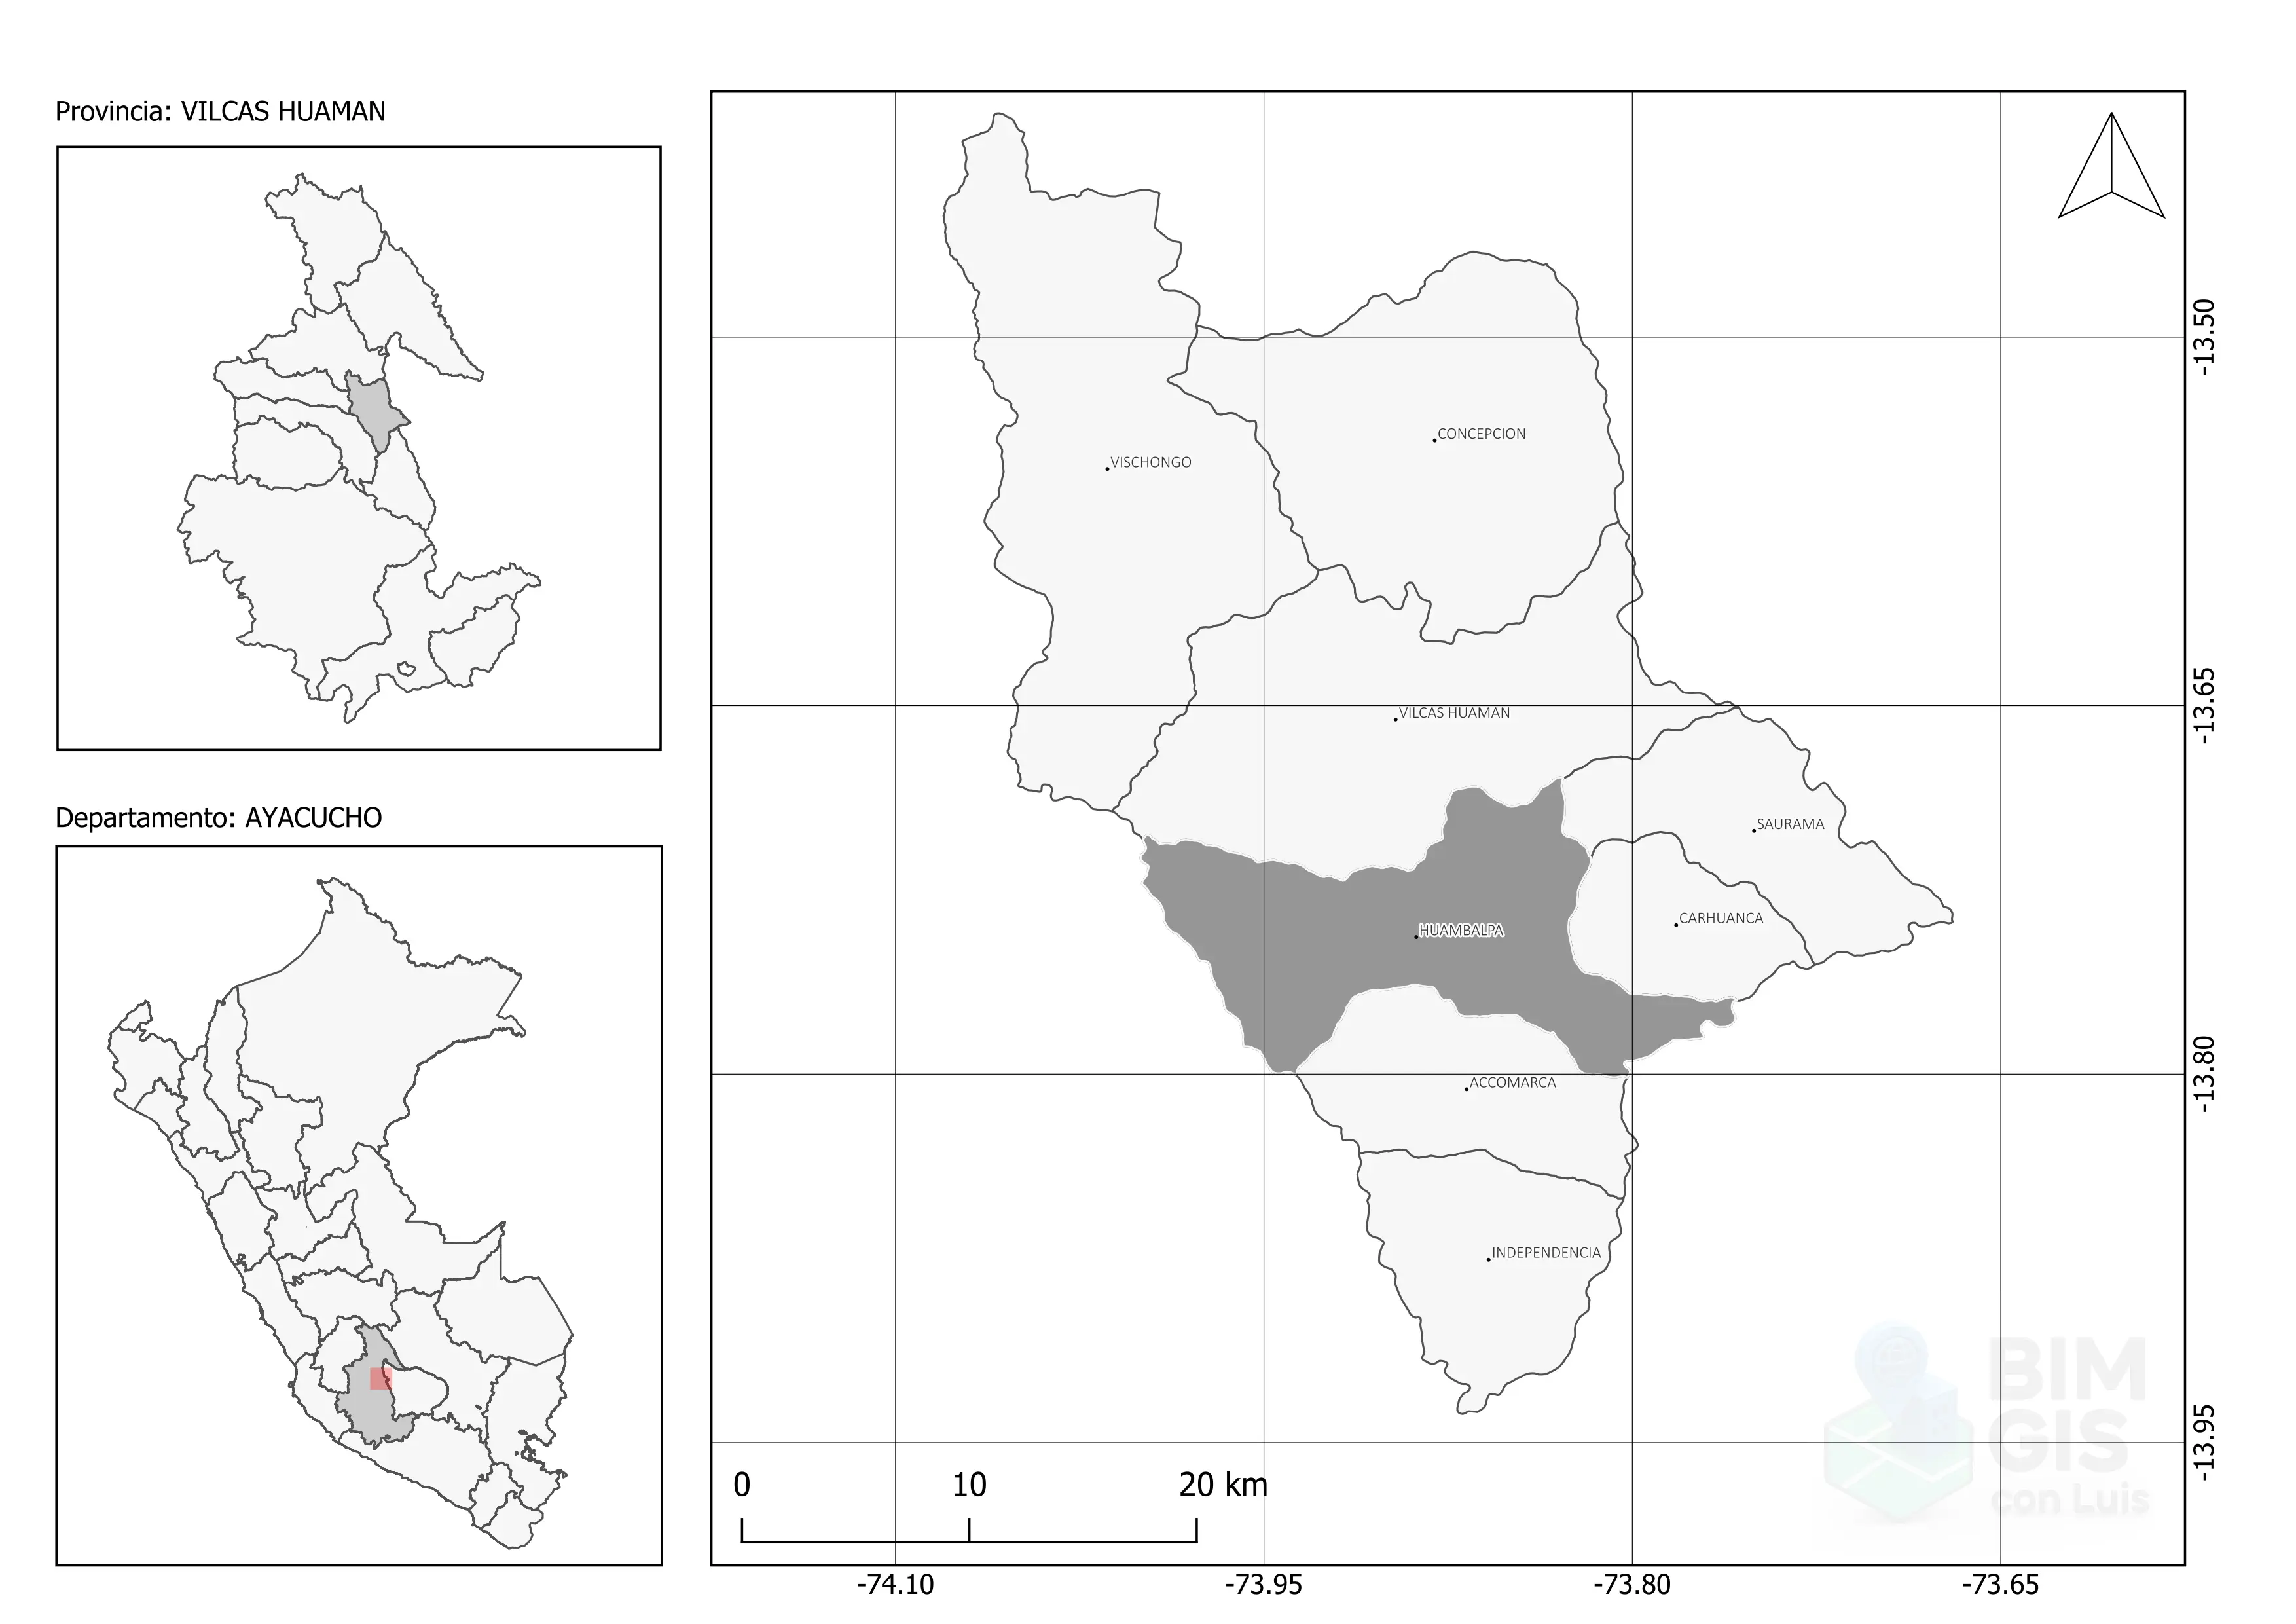 Provincia: VILCAS HUAMAN
Departamento: AYACUCHO
VISCHONGO
CONCEPCION
VILCAS HUAMAN
SAURAMA
CARHUANCA
HUAMBALPA
ACCOMARCA
INDEPENDENCIA
-13.50
-13.65
-13.80
-13.95
0 10 20 km
-74.10 -73.95 -73.80 -73.65
BIM
GIS
con Luis